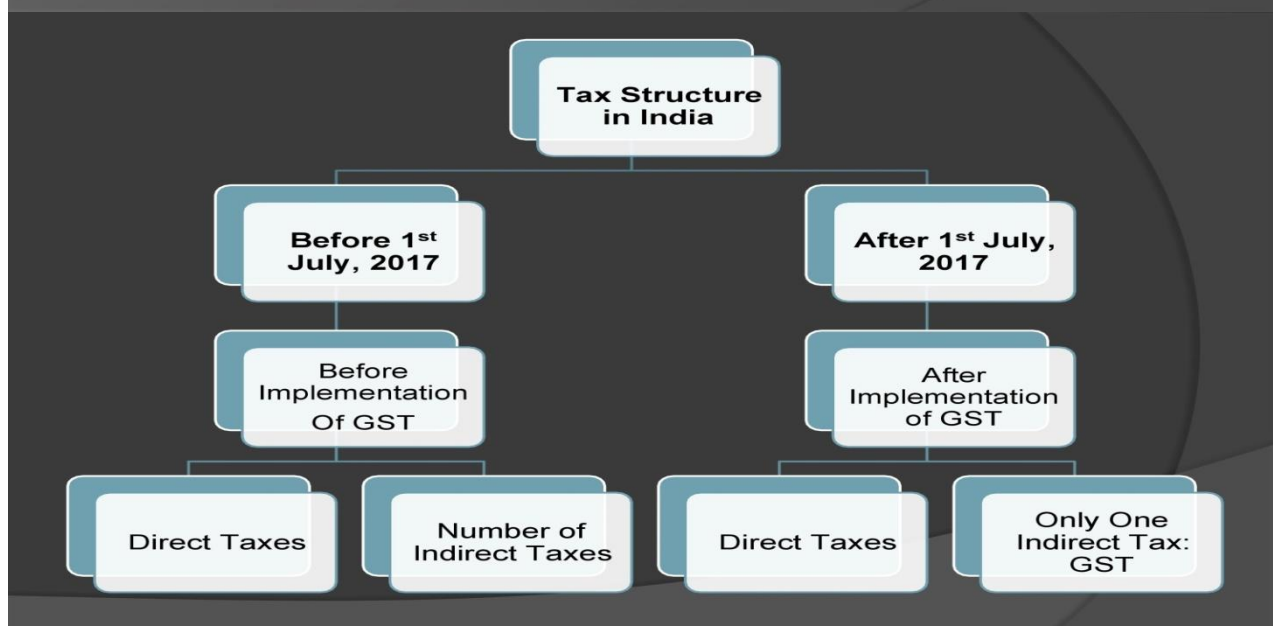 Tax Structure
in India
Before 1st
July, 2017
After 1st July,
2017
Before
Implementation
Of GST
After
Implementation
of GST
Direct Taxes
Number of
Indirect Taxes
Direct Taxes
Only One
Indirect Tax:
GST